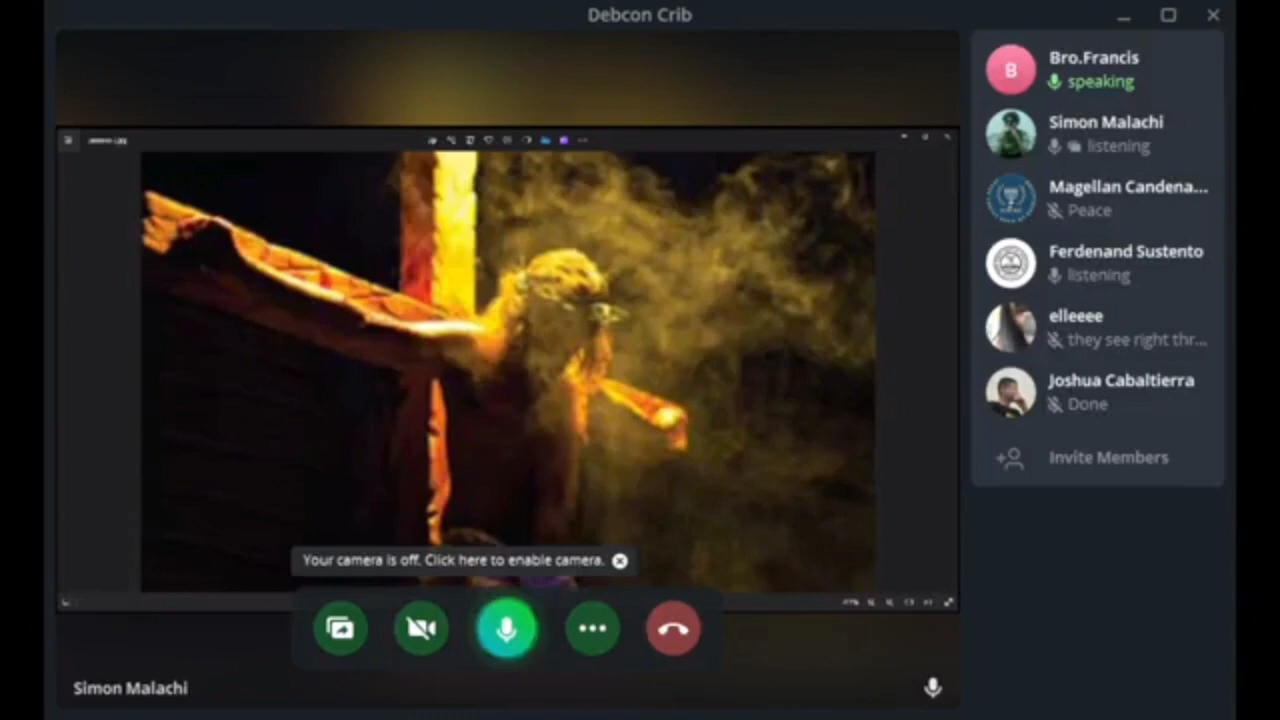 Debcon Crib
Bro.Francis
speaking
Simon Malachi
listening
Magellan Candena...
Peace
Ferdenand Sustento
listening
elleeee
they see right thr...
Joshua Cabaltierra
Done
Invite Members
B
Your camera is off. Click here to enable camera.
Simon Malachi